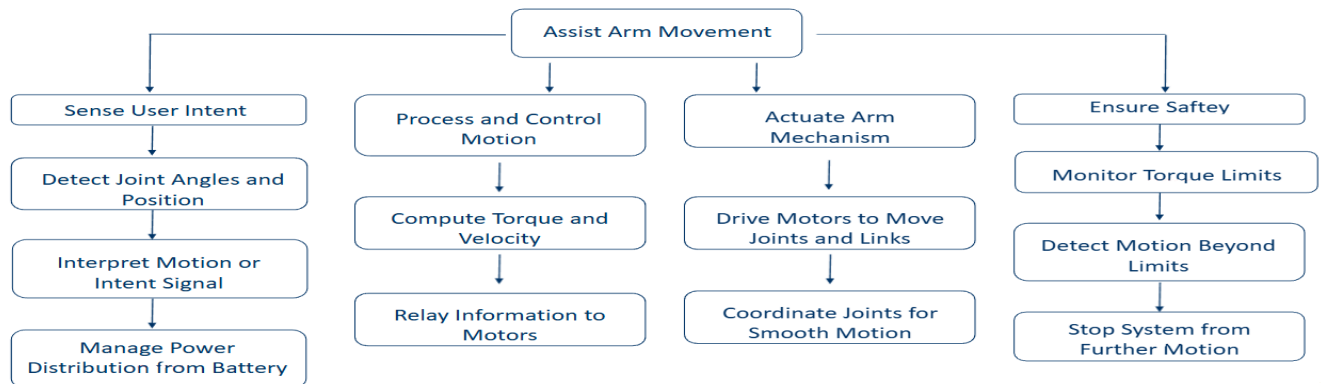 Assist Arm Movement
Sense User Intent
Detect Joint Angles and
Position
Interpret Motion or
Intent Signal
Manage Power
Distribution from Battery
Process and Control
Motion
Compute Torque and
Velocity
Relay Information to
Motors
Actuate Arm
Mechanism
Drive Motors to Move
Joints and Links
Coordinate Joints for
Smooth Motion
Ensure Saftey
Monitor Torque Limits
Detect Motion Beyond
Limits
Stop System from
Further Motion